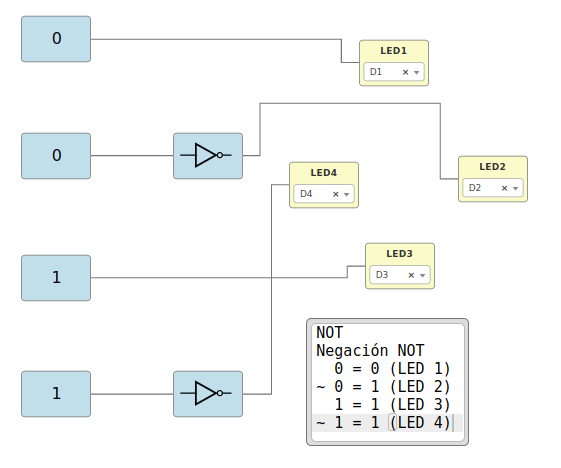 0
LED1
D1
0
LED2
D2
LED4
D4
LED3
D3
1
NOT
Negación NOT
0 = 0 (LED 1)
~ 0 = 1 (LED 2)
1 = 1 (LED 3)
~ 1 = 1 (LED 4)
1